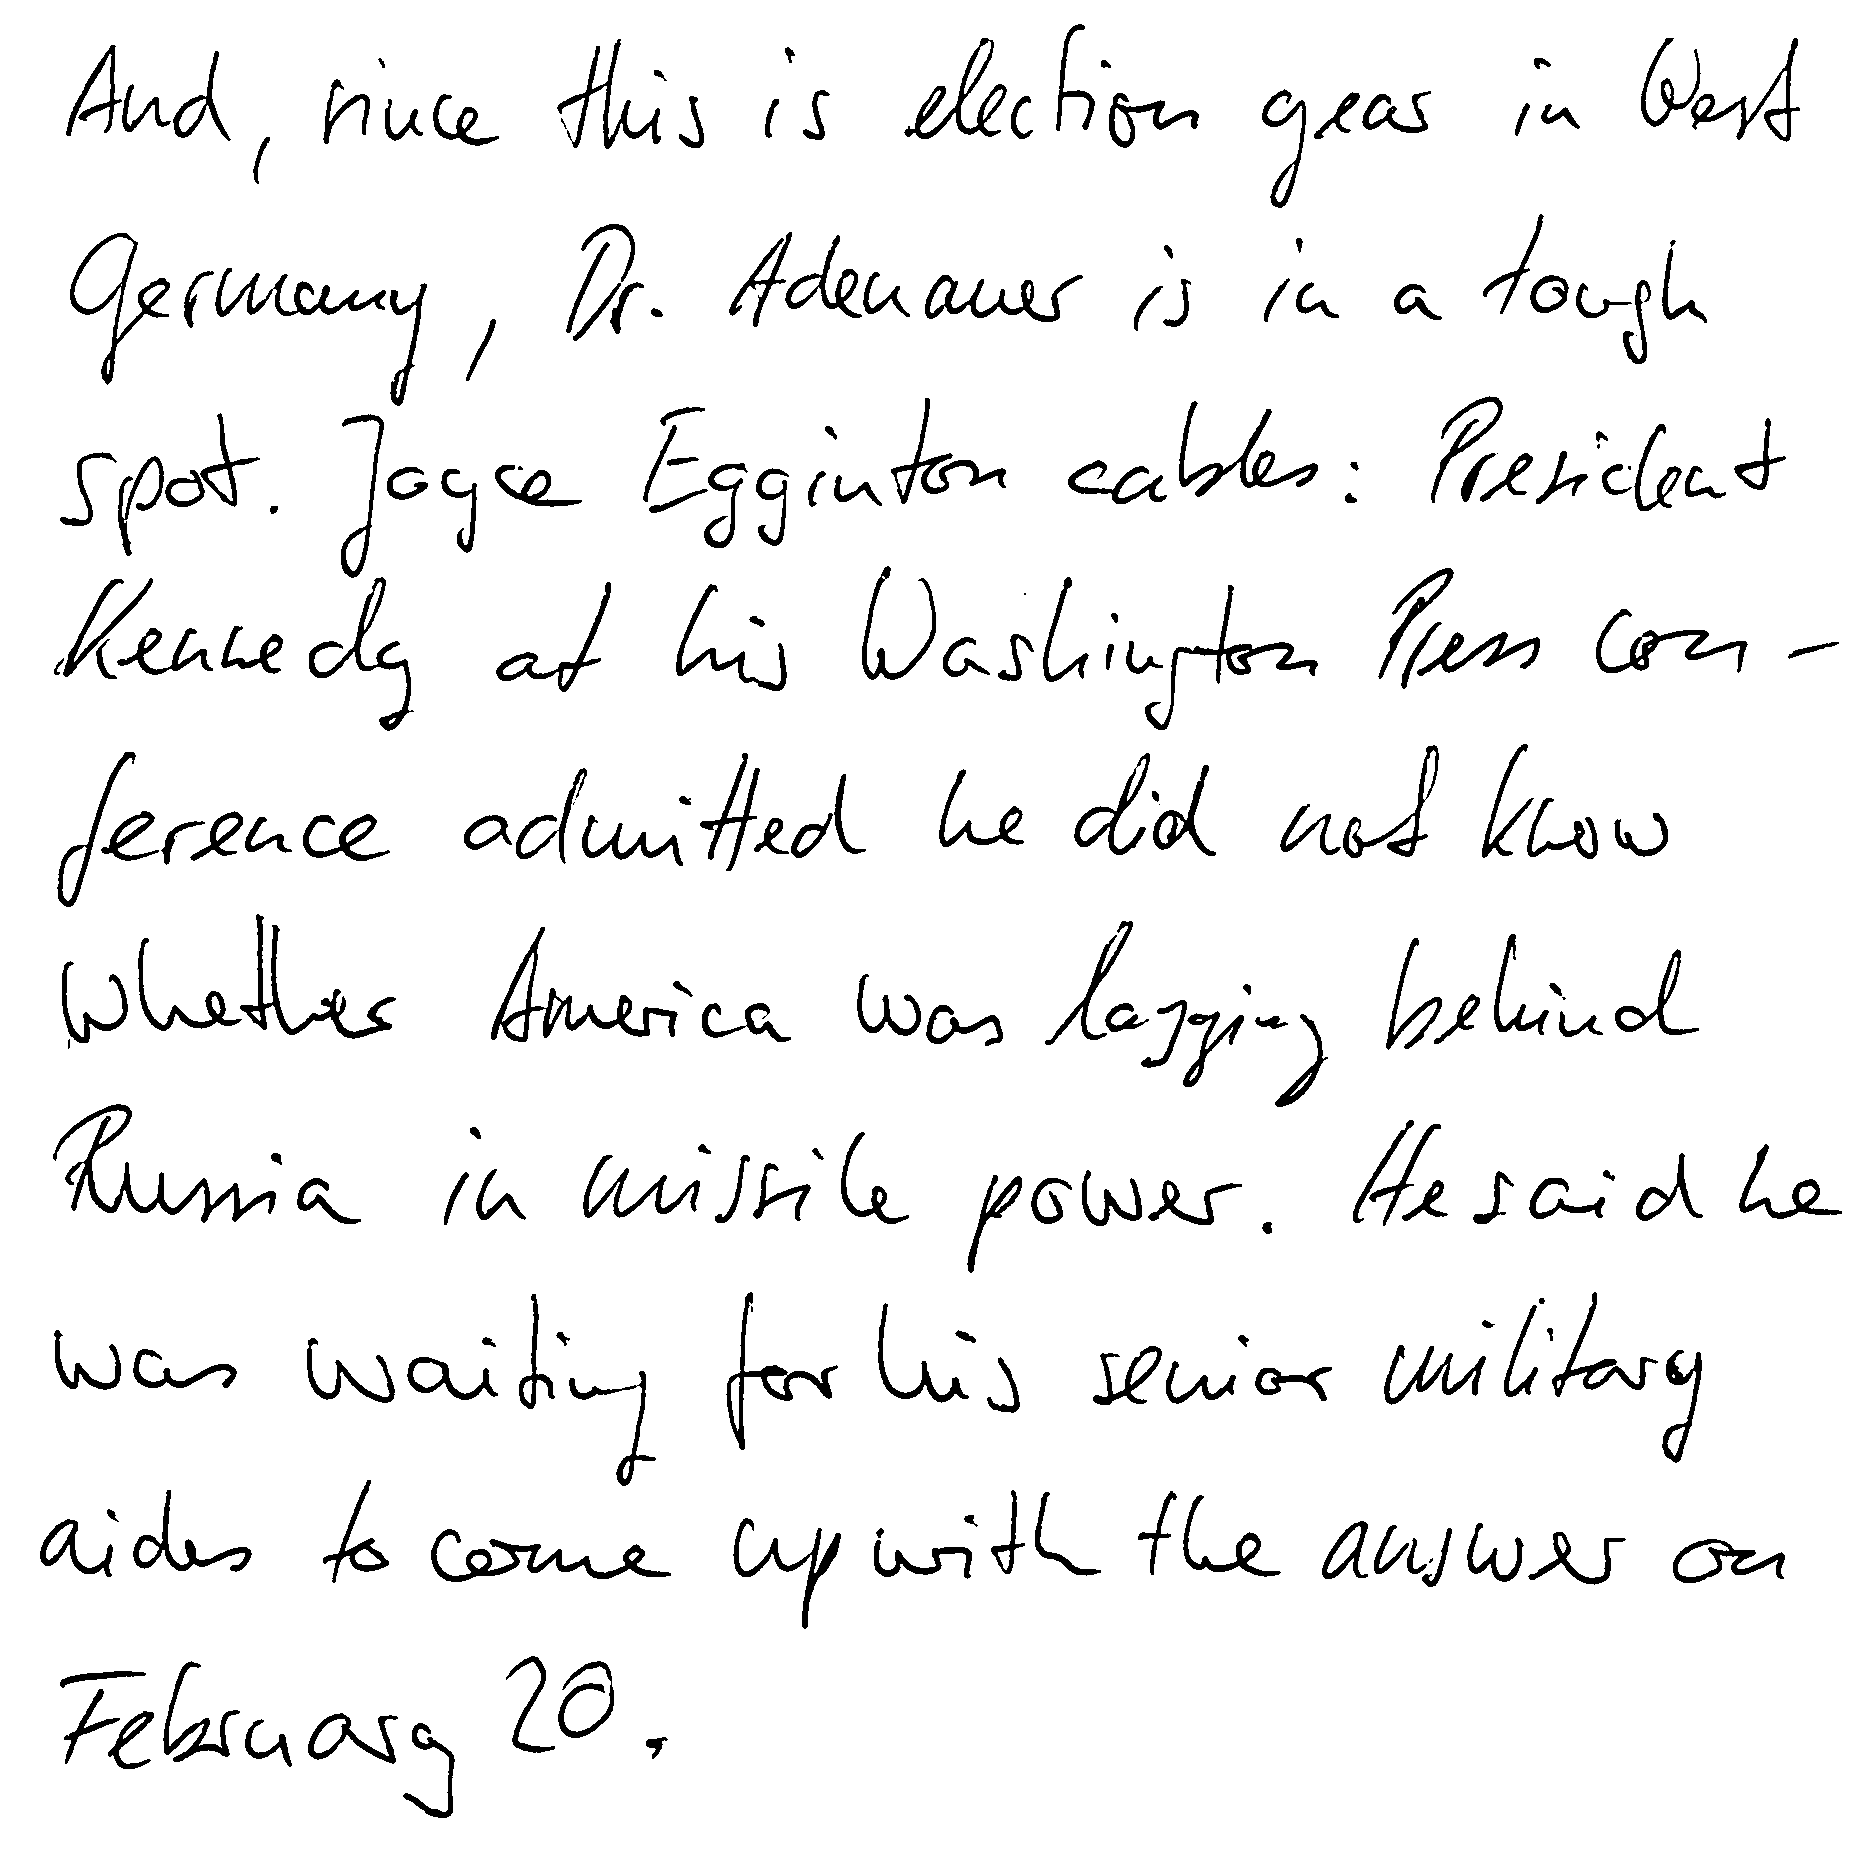 And, since this is election year in West
Germany, Dr. Adenauer is in a tough
spot. Joyce Egginton cables: President
Kennedy at his Washington Press con-
ference admitted he did not know
whether America was lagging behind
Russia in missile power. He said he
was waiting for his senior military
aides to come up with the answer on
February 20.